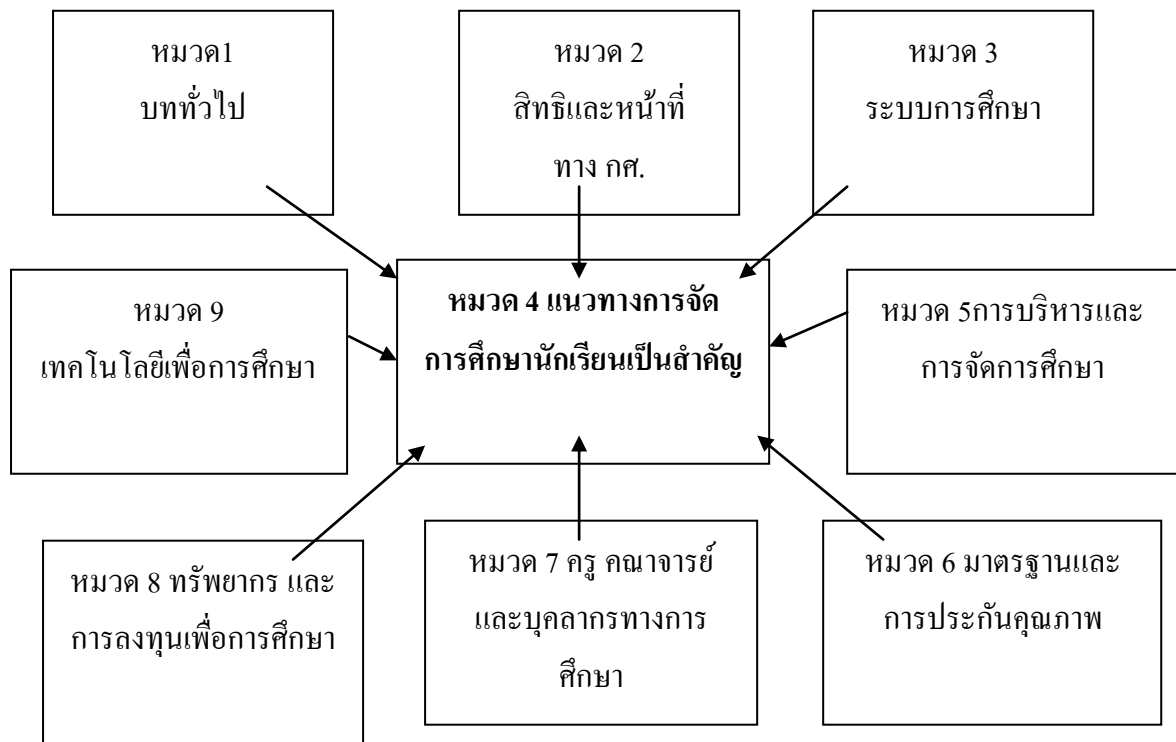 หมวด1
บททั่วไป
หมวด 2
สิทธิและหน้าที่
ทาง กศ.
หมวด 3
ระบบการศึกษา
หมวด 9
เทคโนโลยีเพื่อการศึกษา
หมวด 4 แนวทางการจัด
การศึกษานักเรียนเป็นสำคัญ
หมวด 5การบริหารและ
การจัดการศึกษา
หมวด 8 ทรัพยากร และ
การลงทุนเพื่อการศึกษา
หมวด 7 ครู คณาจารย์
และบุคลากรทางการ
ศึกษา
หมวด 6 มาตรฐานและ
การประกันคุณภาพ